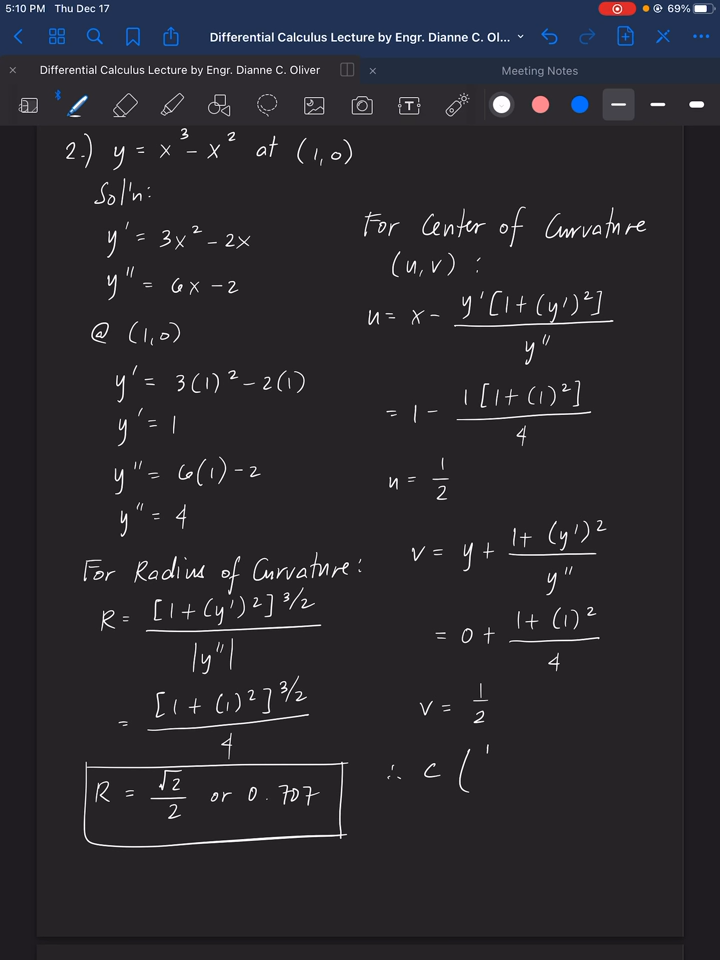 5:10 PM Thu Dec 17
69%
Differential Calculus Lecture by Engr. Dianne C. Ol...
Differential Calculus Lecture by Engr. Dianne C. Oliver
Meeting Notes
2.) y = x³ - x² at (1,0)
Sol'n:
y' = 3x² - 2x
y" = 6x - 2
@ (1,0)
y' = 3(1)² - 2(1)
y' = 1
y" = 6(1) - 2
y" = 4
For Radius of Curvature:
R = [1 + (y')²]^3/2 / |y"|
= [1 + (1)²]^3/2 / 4
R = √2/2 or 0.707
For Center of Curvature
(u,v) :
u = x - y'[1 + (y')²] / y"
= 1 - 1[1 + (1)²] / 4
u = 1/2
v = y + 1 + (y')² / y"
= 0 + 1 + (1)² / 4
v = 1/2
∴ C (